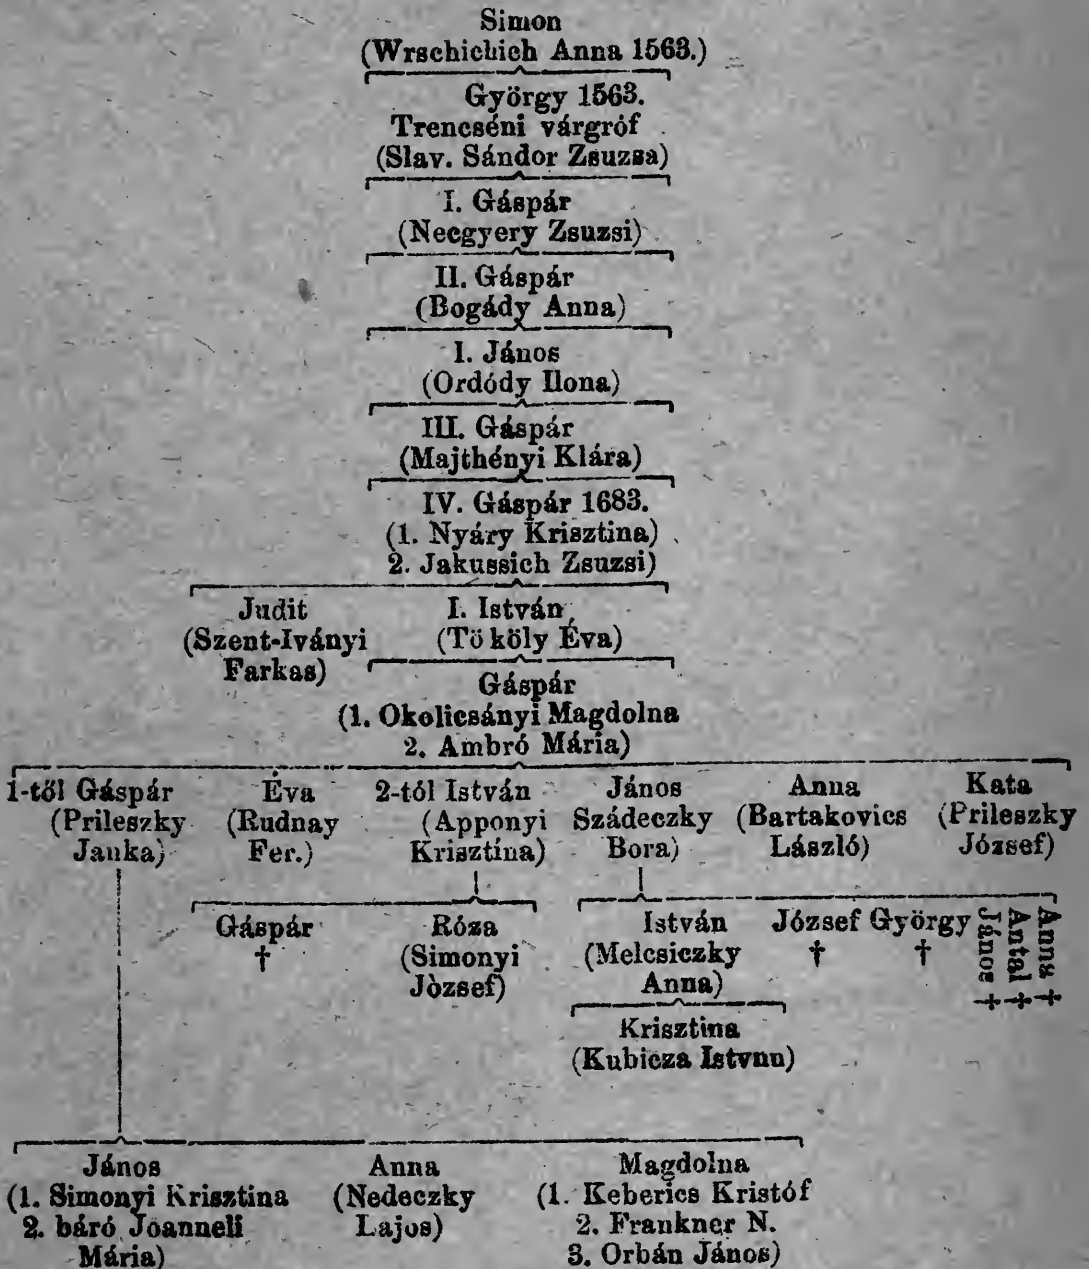 Simon
(Wrschichich Anna 1563.)
György 1563.
Trencséni várgróf
(Slav. Sándor Zsuzsa)
I. Gáspár
(Necgyery Zsuzsi)
II. Gáspár
(Bogády Anna)
I. János
(Ordódy Ilona)
III. Gáspár
(Majthényi Klára)
IV. Gáspár 1683.
(1. Nyáry Krisztina)
2. Jakussich Zsuzsi)
Judit I. István
(Szent-Iványi (Tö köly Éva)
Farkas)
Gáspár
(1. Okolicsányi Magdolna
2. Ambró Mária)
1-től Gáspár Éva 2-tól István János Anna Kata
(Prileszky (Rudnay (Apponyi Szádeczky (Bartakovics (Prileszky
Janka) Fer.) Krisztína) Bora) László) József)
Gáspár Róza István József György János † Antal † Anna †
† (Simonyi (Melcsiczky † †
Jòzsef) Anna)
Krisztina
(Kubicza Istvnn)
János Anna Magdolna
(1. Simonyi Krisztina (Nedeczky (1. Keberics Kristóf
2. báró Joanneli Lajos) 2. Frankner N.
Mária) 3. Orbán János)